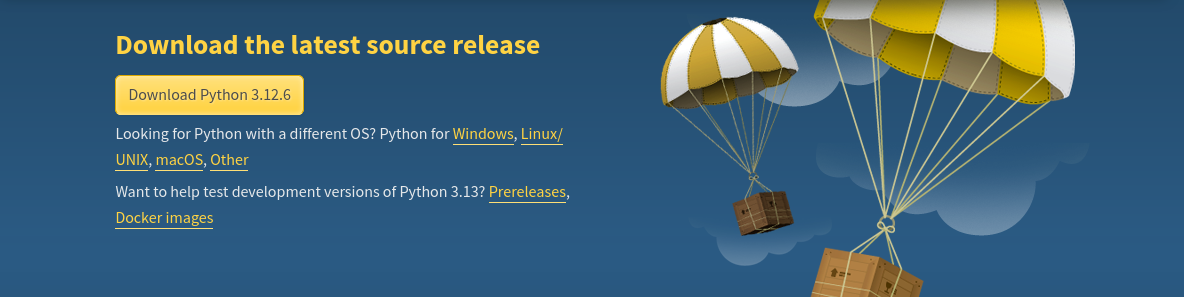 Download the latest source release
Download Python 3.12.6
Looking for Python with a different OS? Python for Windows, Linux/
UNIX, macOS, Other
Want to help test development versions of Python 3.13? Prereleases,
Docker images